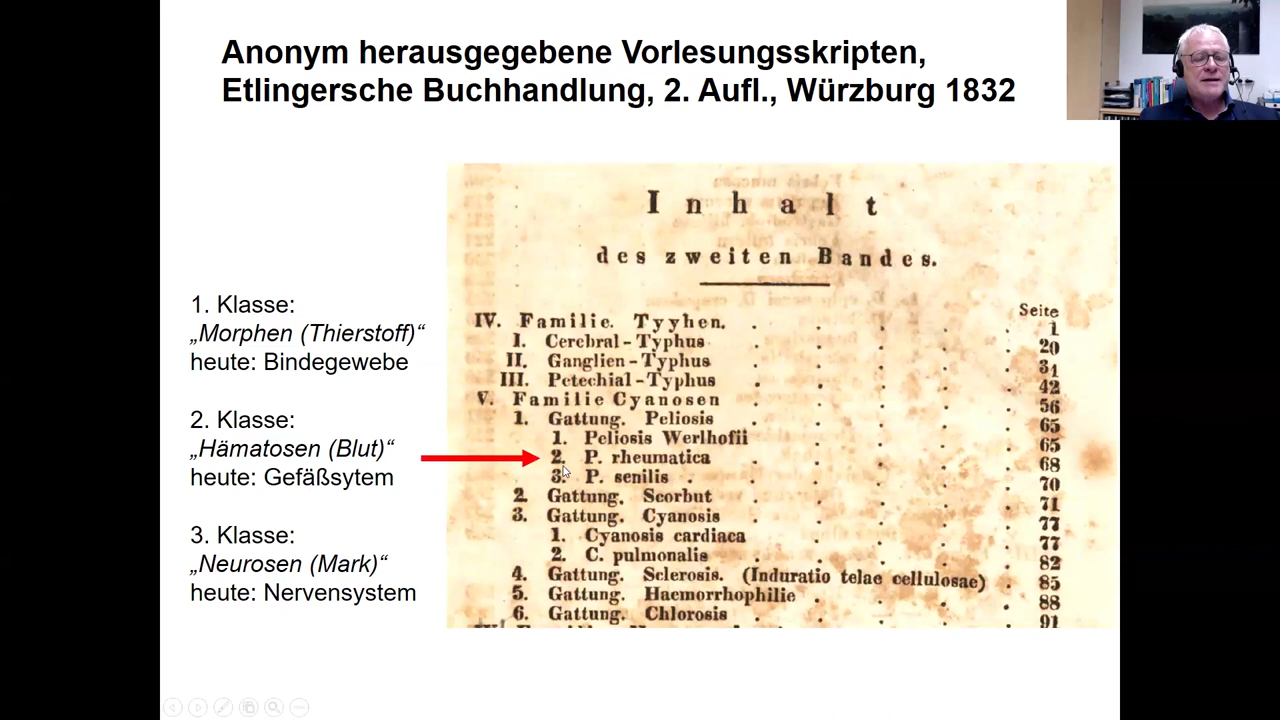 Anonym herausgegebene Vorlesungsskripten,
Etlingersche Buchhandlung, 2. Aufl., Würzburg 1832
1. Klasse:
„Morphen (Thierstoff)“
heute: Bindegewebe
2. Klasse:
„Hämatosen (Blut)“
heute: Gefäßsytem
3. Klasse:
„Neurosen (Mark)“
heute: Nervensystem
Inhalt
des zweiten Bandes.
Seite
IV. Familie. Tyyhen. . . . . . 1
I. Cerebral-Typhus . . . . . 20
II. Ganglien-Typhus . . . . . 31
III. Petechial-Typhus . . . . . 42
V. Familie Cyanosen . . . . . 56
1. Gattung. Peliosis . . . . . 65
1. Peliosis Werlhofii . . . . 65
2. P. rheumatica . . . . . 68
3. P. senilis . . . . . . 70
2. Gattung. Scorbut . . . . . 71
3. Gattung. Cyanosis . . . . . 77
1. Cyanosis cardiaca . . . . 77
2. C. pulmonalis . . . . . 82
4. Gattung. Sclerosis. (Induratio telae cellulosae) . 85
5. Gattung. Haemorrhophilie . . . . 88
6. Gattung. Chlorosis . . . . . 91